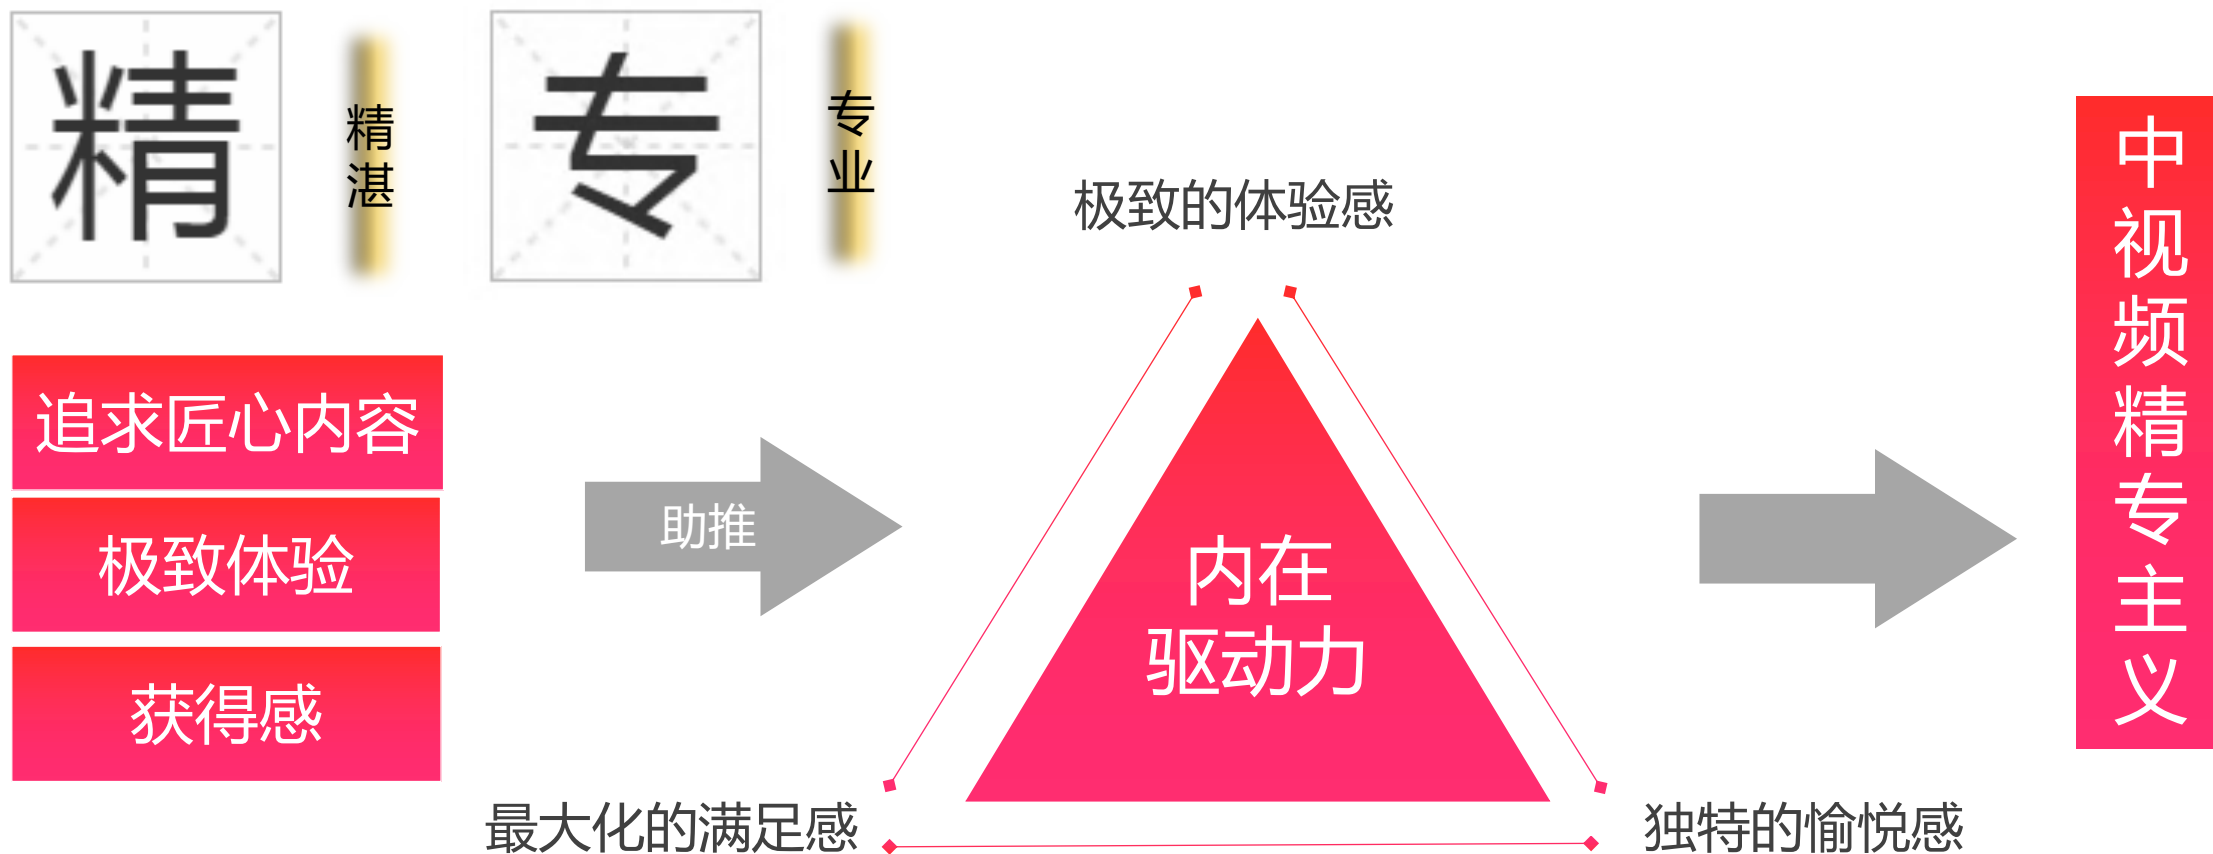 精
精湛
专
专业
追求匠心内容
极致体验
获得感
助推
极致的体验感
内在
驱动力
最大化的满足感
独特的愉悦感
中视频精专主义